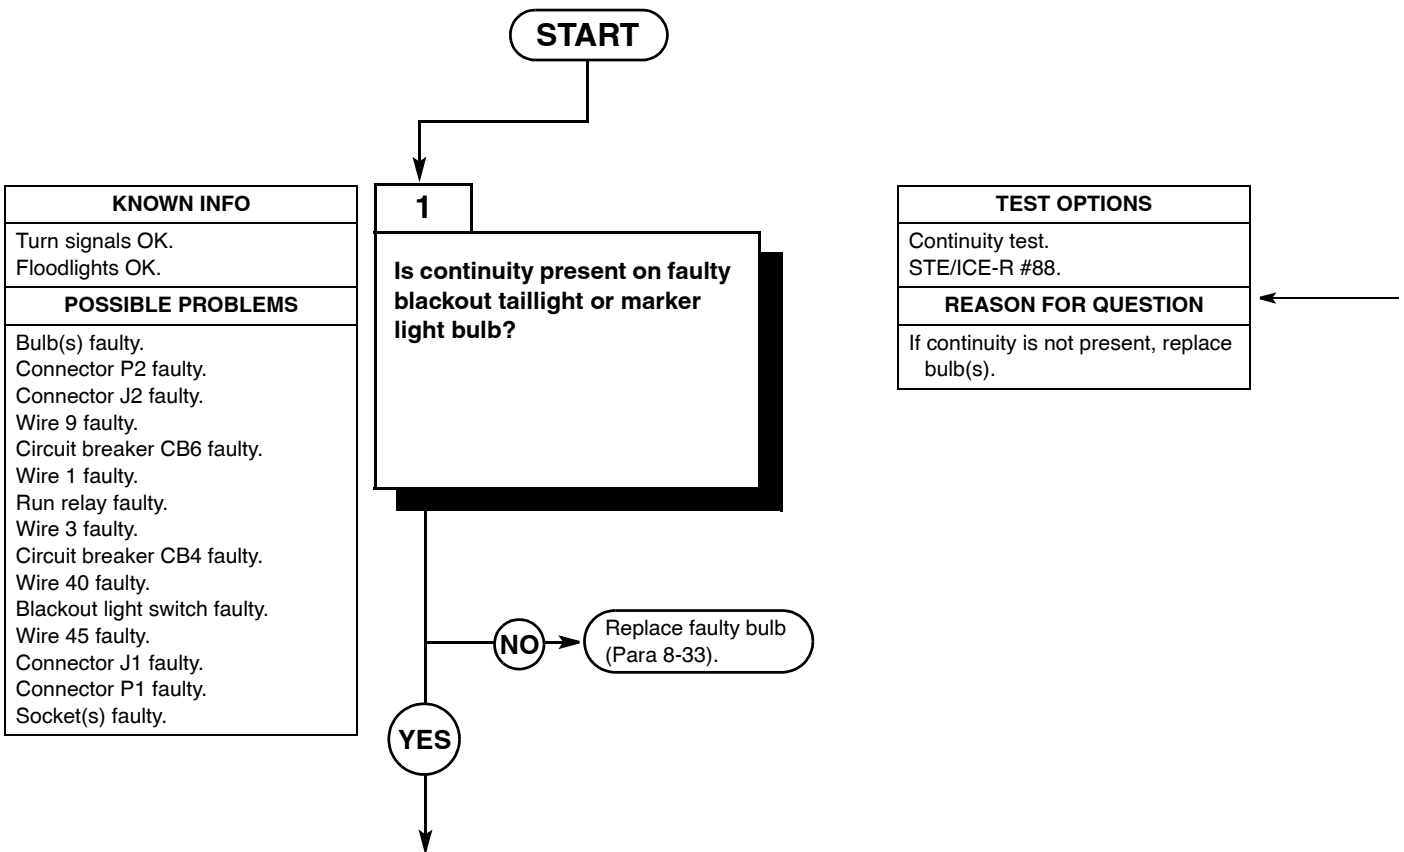 START
KNOWN INFO
Turn signals OK.
Floodlights OK.
POSSIBLE PROBLEMS
Bulb(s) faulty.
Connector P2 faulty.
Connector J2 faulty.
Wire 9 faulty.
Circuit breaker CB6 faulty.
Wire 1 faulty.
Run relay faulty.
Wire 3 faulty.
Circuit breaker CB4 faulty.
Wire 40 faulty.
Blackout light switch faulty.
Wire 45 faulty.
Connector J1 faulty.
Connector P1 faulty.
Socket(s) faulty.
1
Is continuity present on faulty
blackout taillight or marker
light bulb?
TEST OPTIONS
Continuity test.
STE/ICE-R #88.
REASON FOR QUESTION
If continuity is not present, replace
bulb(s).
NO
Replace faulty bulb
(Para 8-33).
YES